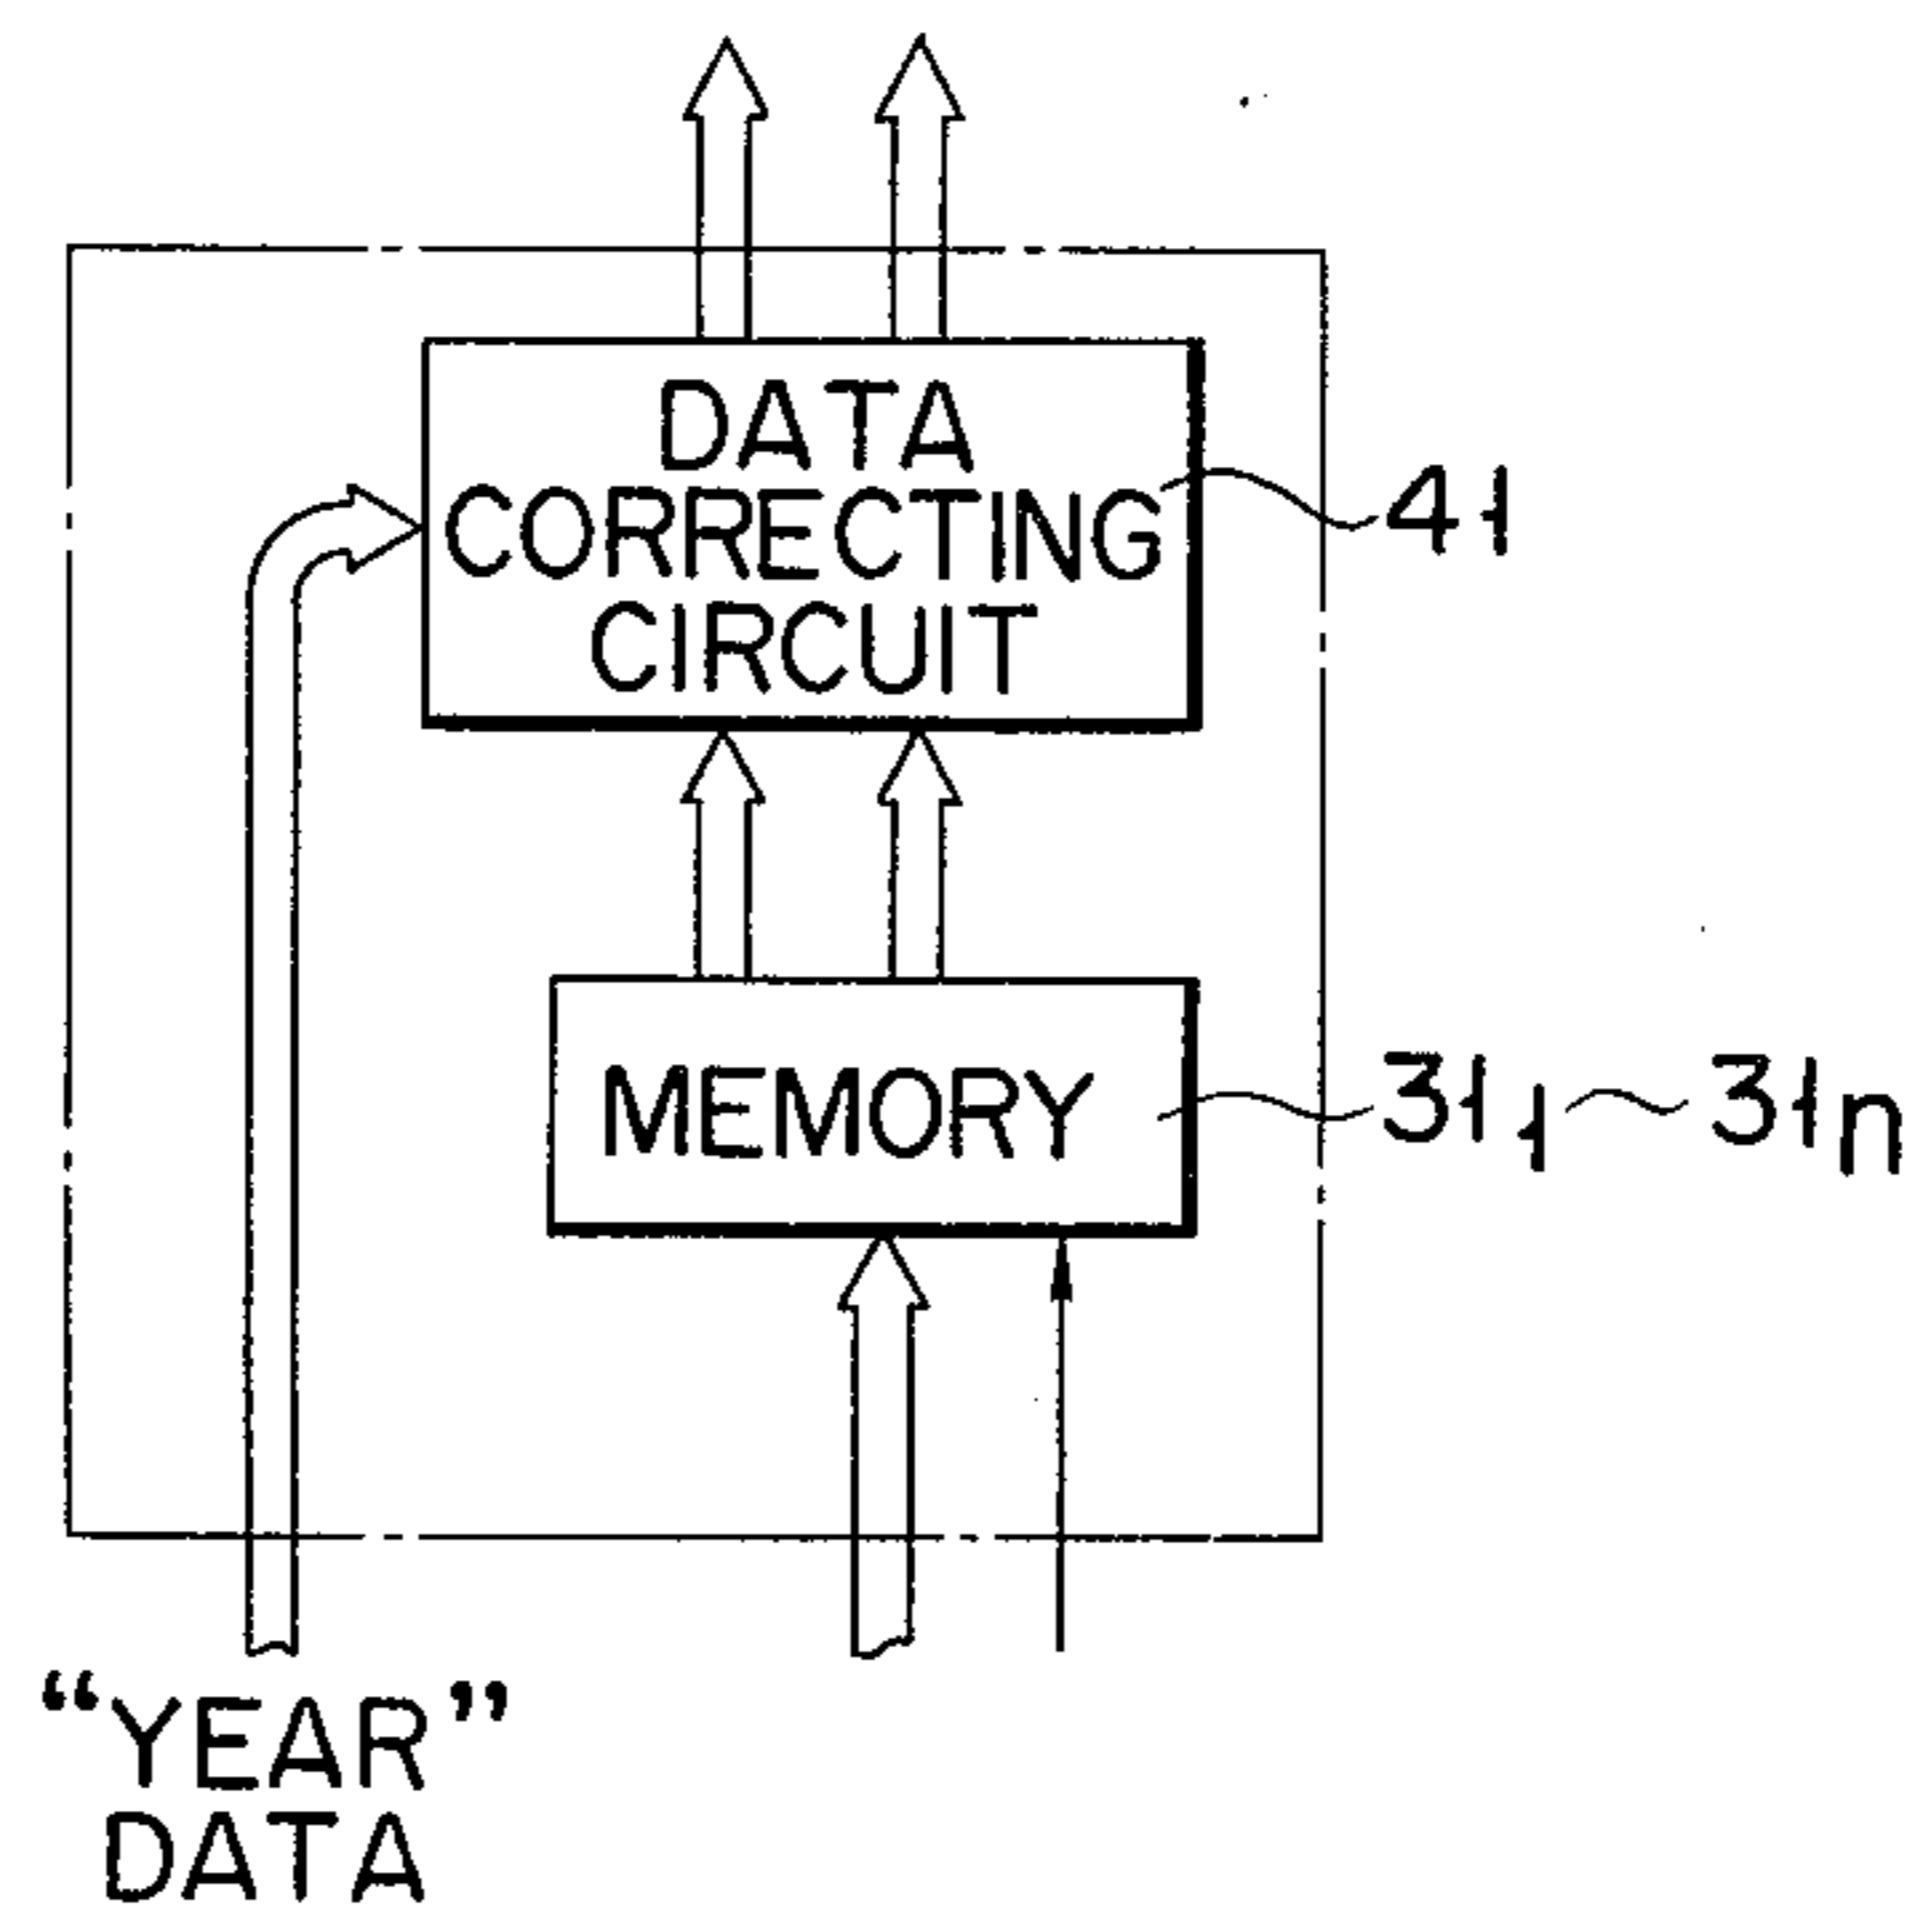 DATA
CORRECTING
CIRCUIT
41
MEMORY
31₁ ~ 31n
“YEAR”
DATA